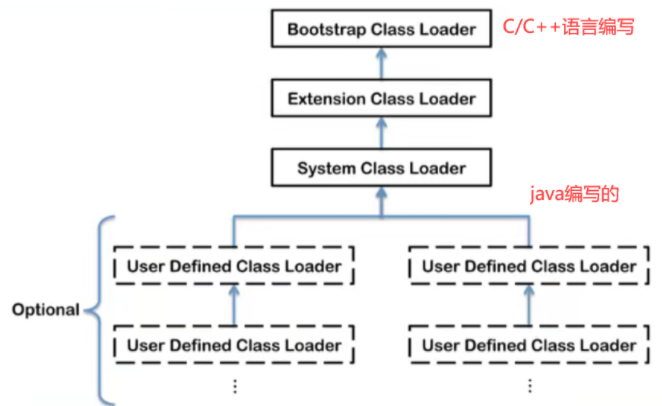 Bootstrap Class Loader
C/C++语言编写
Extension Class Loader
System Class Loader
java编写的
User Defined Class Loader
User Defined Class Loader
Optional
User Defined Class Loader
User Defined Class Loader
⋮
⋮